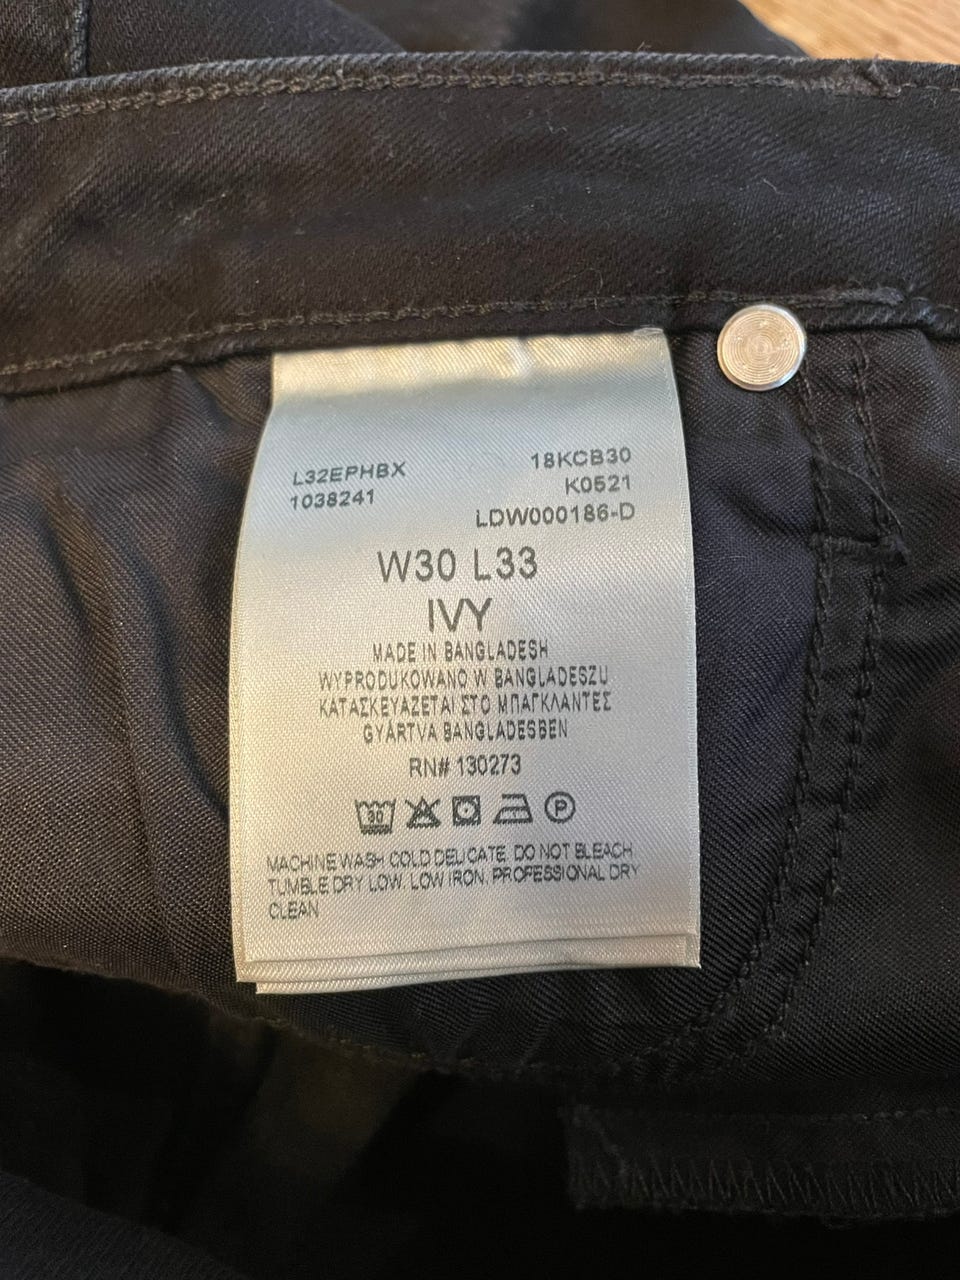 L32EPHBX
1038241
18KCB30
K0521
LDW000186-D
W30 L33
IVY
MADE IN BANGLADESH
WYPRODUKOWANO W BANGLADESZU
ΚΑΤΑΣΚΕΥΑΖΕΤΑΙ ΣΤΟ ΜΠΑΓΚΛΑΝΤΕΣ
GYÁRTVA BANGLADESBEN
RN# 130273
30 P
MACHINE WASH COLD DELICATE. DO NOT BLEACH.
TUMBLE DRY LOW. LOW IRON. PROFESSIONAL DRY
CLEAN